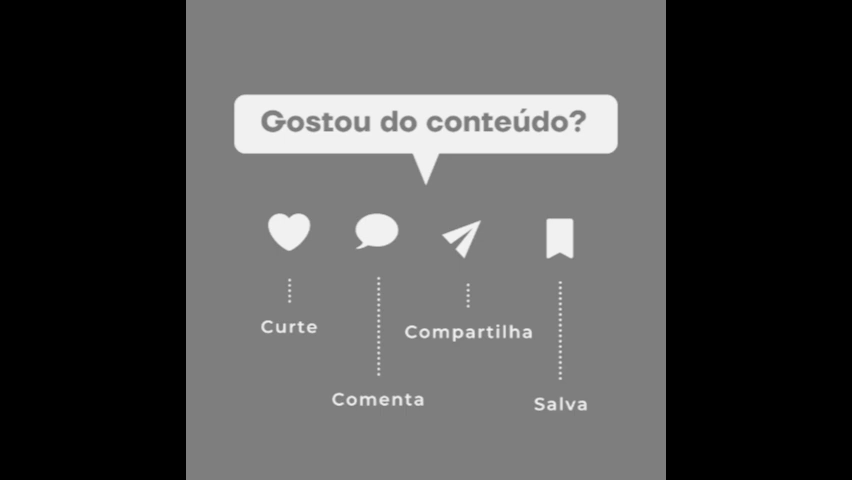 Gostou do conteúdo?
Curte
Compartilha
Comenta
Salva